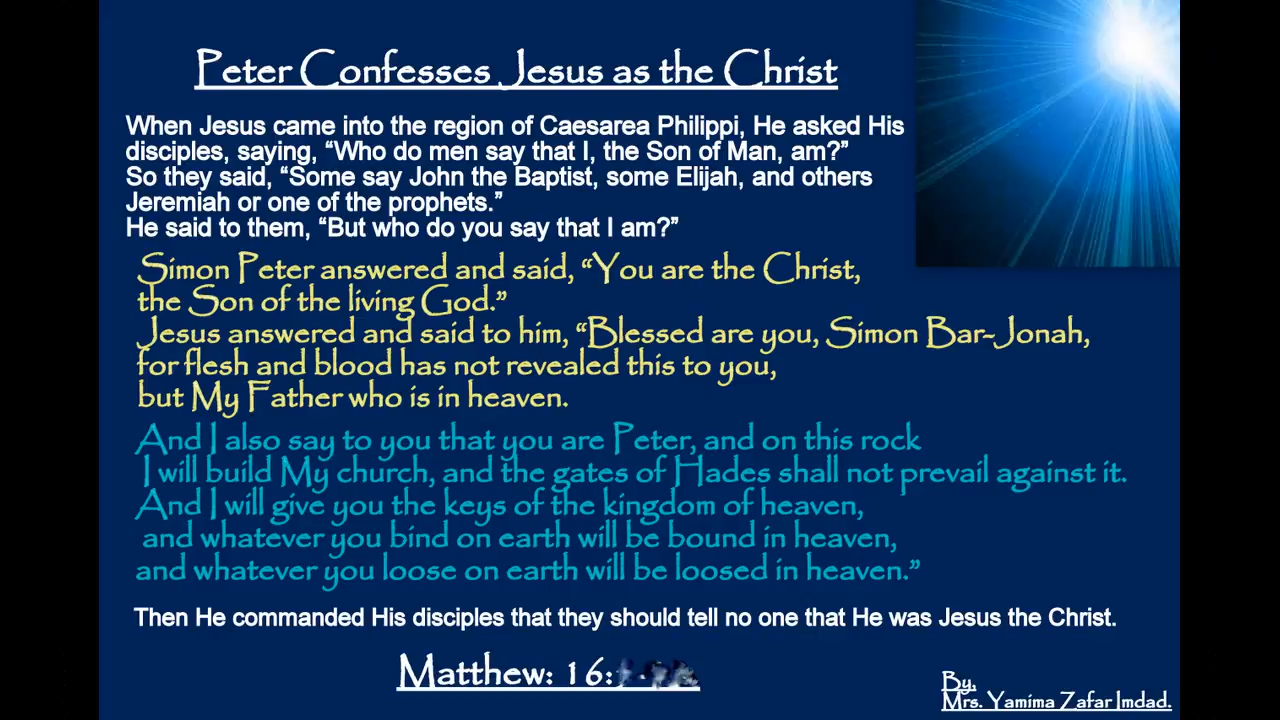 Peter Confesses Jesus as the Christ
When Jesus came into the region of Caesarea Philippi, He asked His
disciples, saying, “Who do men say that I, the Son of Man, am?”
So they said, “Some say John the Baptist, some Elijah, and others
Jeremiah or one of the prophets.”
He said to them, “But who do you say that I am?”
Simon Peter answered and said, “You are the Christ,
the Son of the living God.”
Jesus answered and said to him, “Blessed are you, Simon Bar-Jonah,
for flesh and blood has not revealed this to you,
but My Father who is in heaven.
And I also say to you that you are Peter, and on this rock
I will build My church, and the gates of Hades shall not prevail against it.
And I will give you the keys of the kingdom of heaven,
and whatever you bind on earth will be bound in heaven,
and whatever you loose on earth will be loosed in heaven.”
Then He commanded His disciples that they should tell no one that He was Jesus the Christ.
Matthew: 16:
By,
Mrs. Yamima Zafar Imdad.